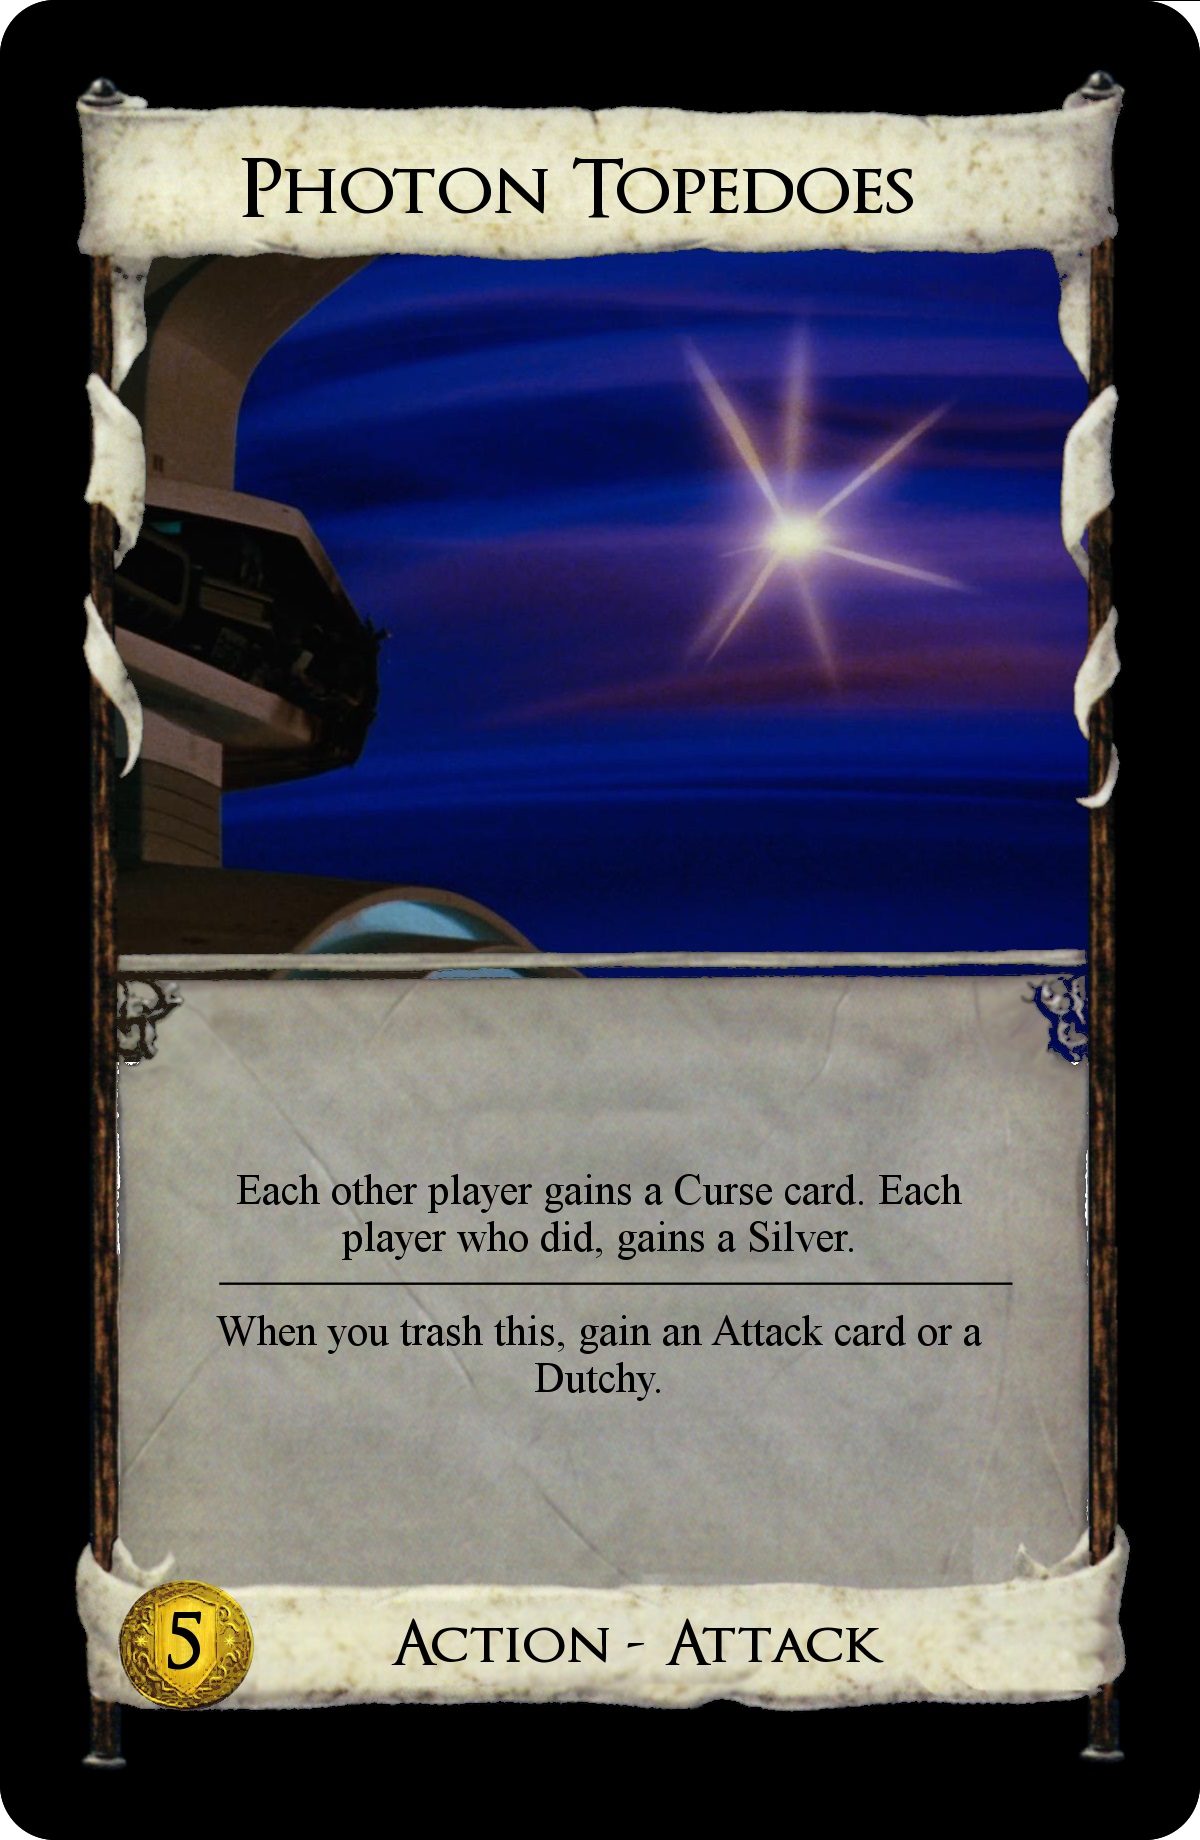 Photon Topedoes
Each other player gains a Curse card. Each
player who did, gains a Silver.
When you trash this, gain an Attack card or a
Dutchy.
5
Action - Attack